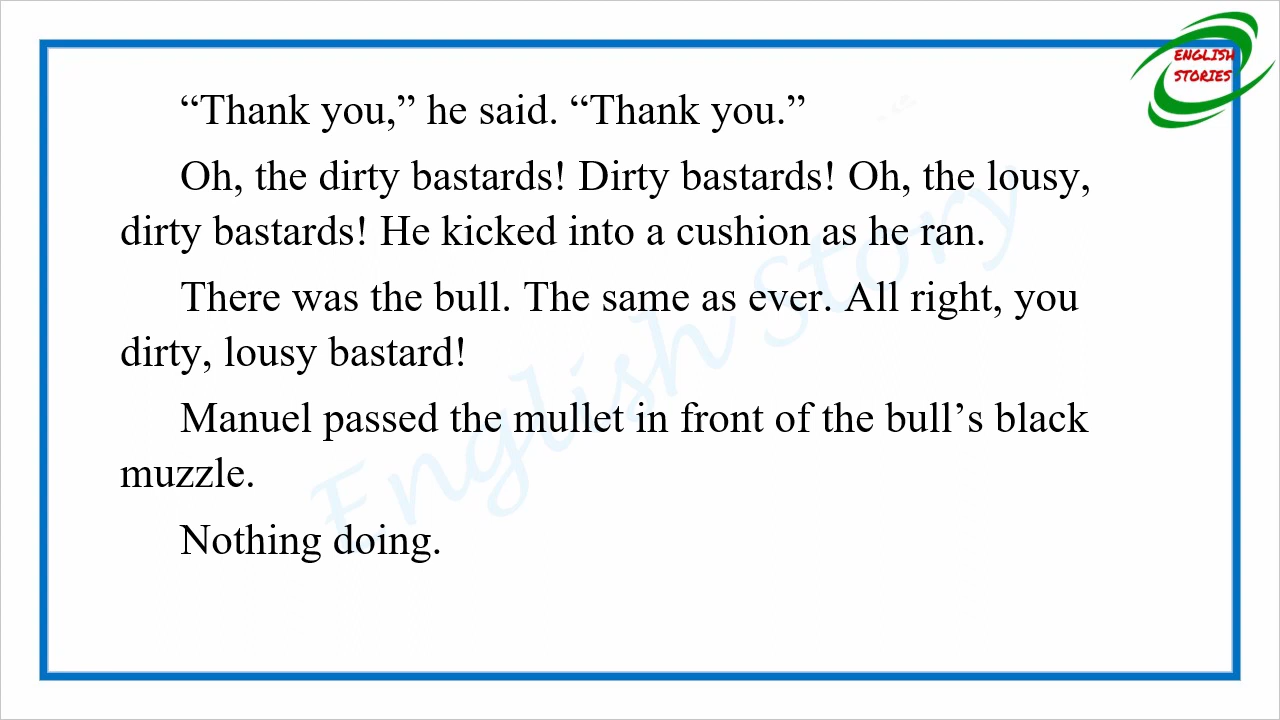 ENGLISH
STORIES
“Thank you,” he said. “Thank you.”
Oh, the dirty bastards! Dirty bastards! Oh, the lousy,
dirty bastards! He kicked into a cushion as he ran.
There was the bull. The same as ever. All right, you
dirty, lousy bastard!
Manuel passed the mullet in front of the bull’s black
muzzle.
Nothing doing.
English Story